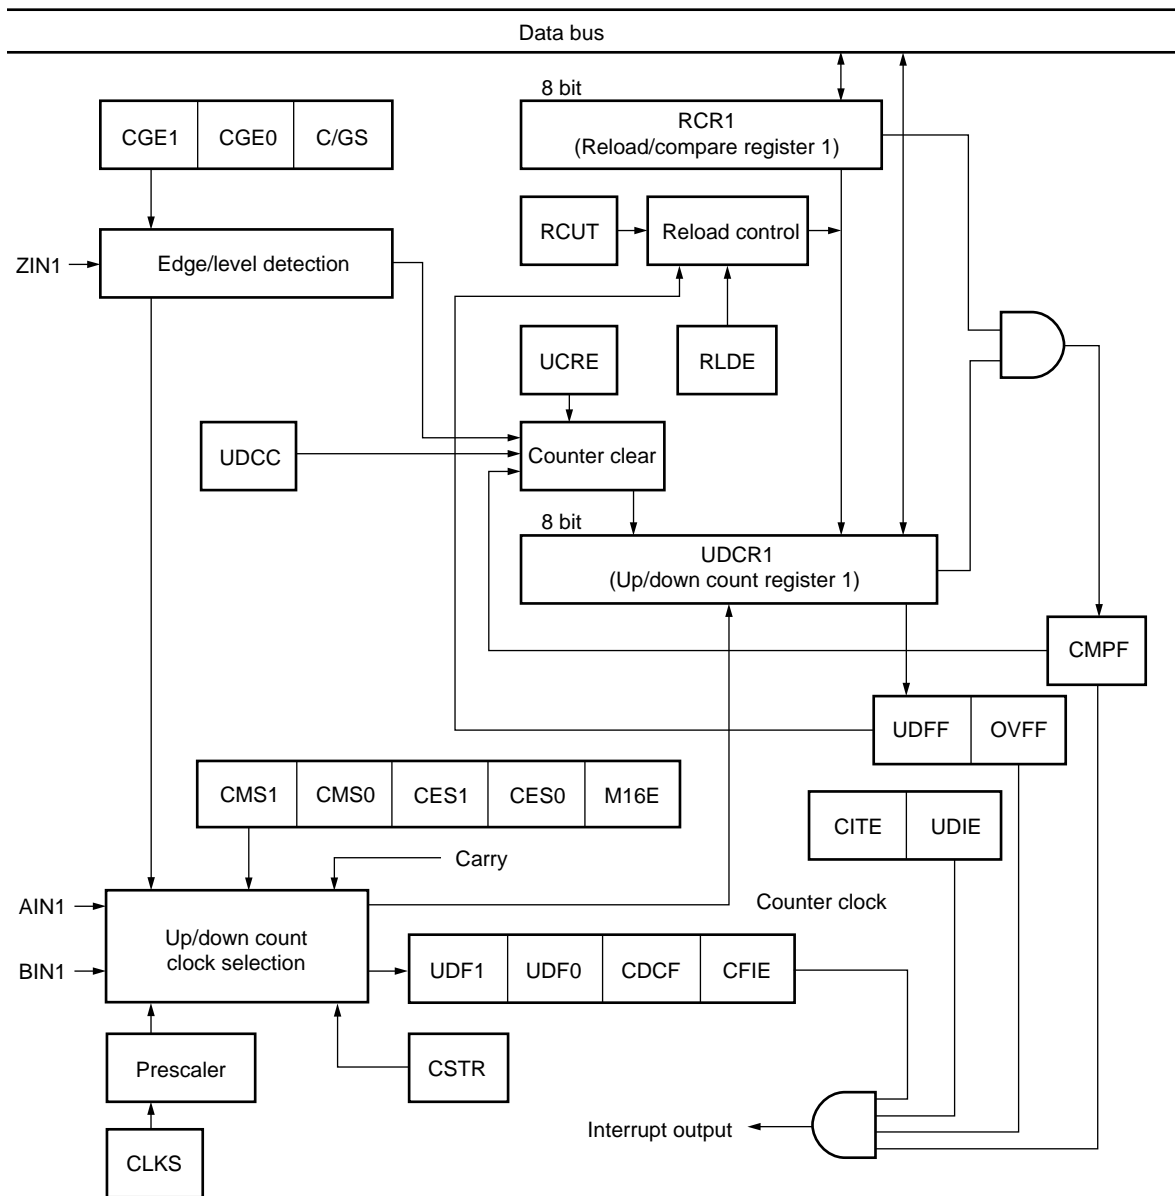 Data bus
8 bit
CGE1 CGE0 C/GS
RCR1
(Reload/compare register 1)
RCUT
Reload control
ZIN1
Edge/level detection
UCRE
RLDE
UDCC
Counter clear
8 bit
UDCR1
(Up/down count register 1)
CMPF
UDFF OVFF
CMS1 CMS0 CES1 CES0 M16E
CITE UDIE
Carry
AIN1
Counter clock
Up/down count
clock selection
BIN1
UDF1 UDF0 CDCF CFIE
Prescaler
CSTR
Interrupt output
CLKS